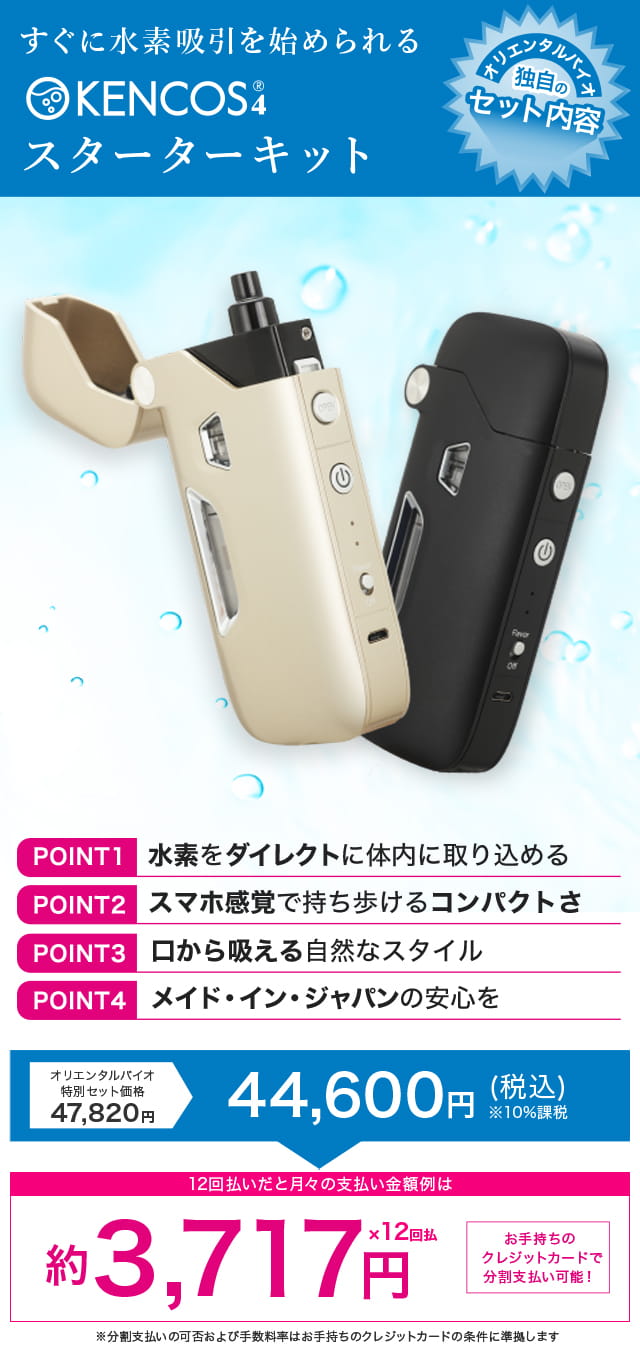 すぐに水素吸引を始められる
KENCOS®4
スターターキット
オリエンタルバイオ
独自の
セット内容
OPEN
OPEN
Favor
Off
POINT1 水素をダイレクトに体内に取り込める
POINT2 スマホ感覚で持ち歩けるコンパクトさ
POINT3 口から吸える自然なスタイル
POINT4 メイド・イン・ジャパンの安心を
オリエンタルバイオ
特別セット価格
47,820円
44,600円
(税込)
※10%課税
12回払いだと月々の支払い金額例は
約3,717円
×12回払
お手持ちの
クレジットカードで
分割支払い可能！
※分割支払いの可否および手数料率はお手持ちのクレジットカードの条件に準拠します